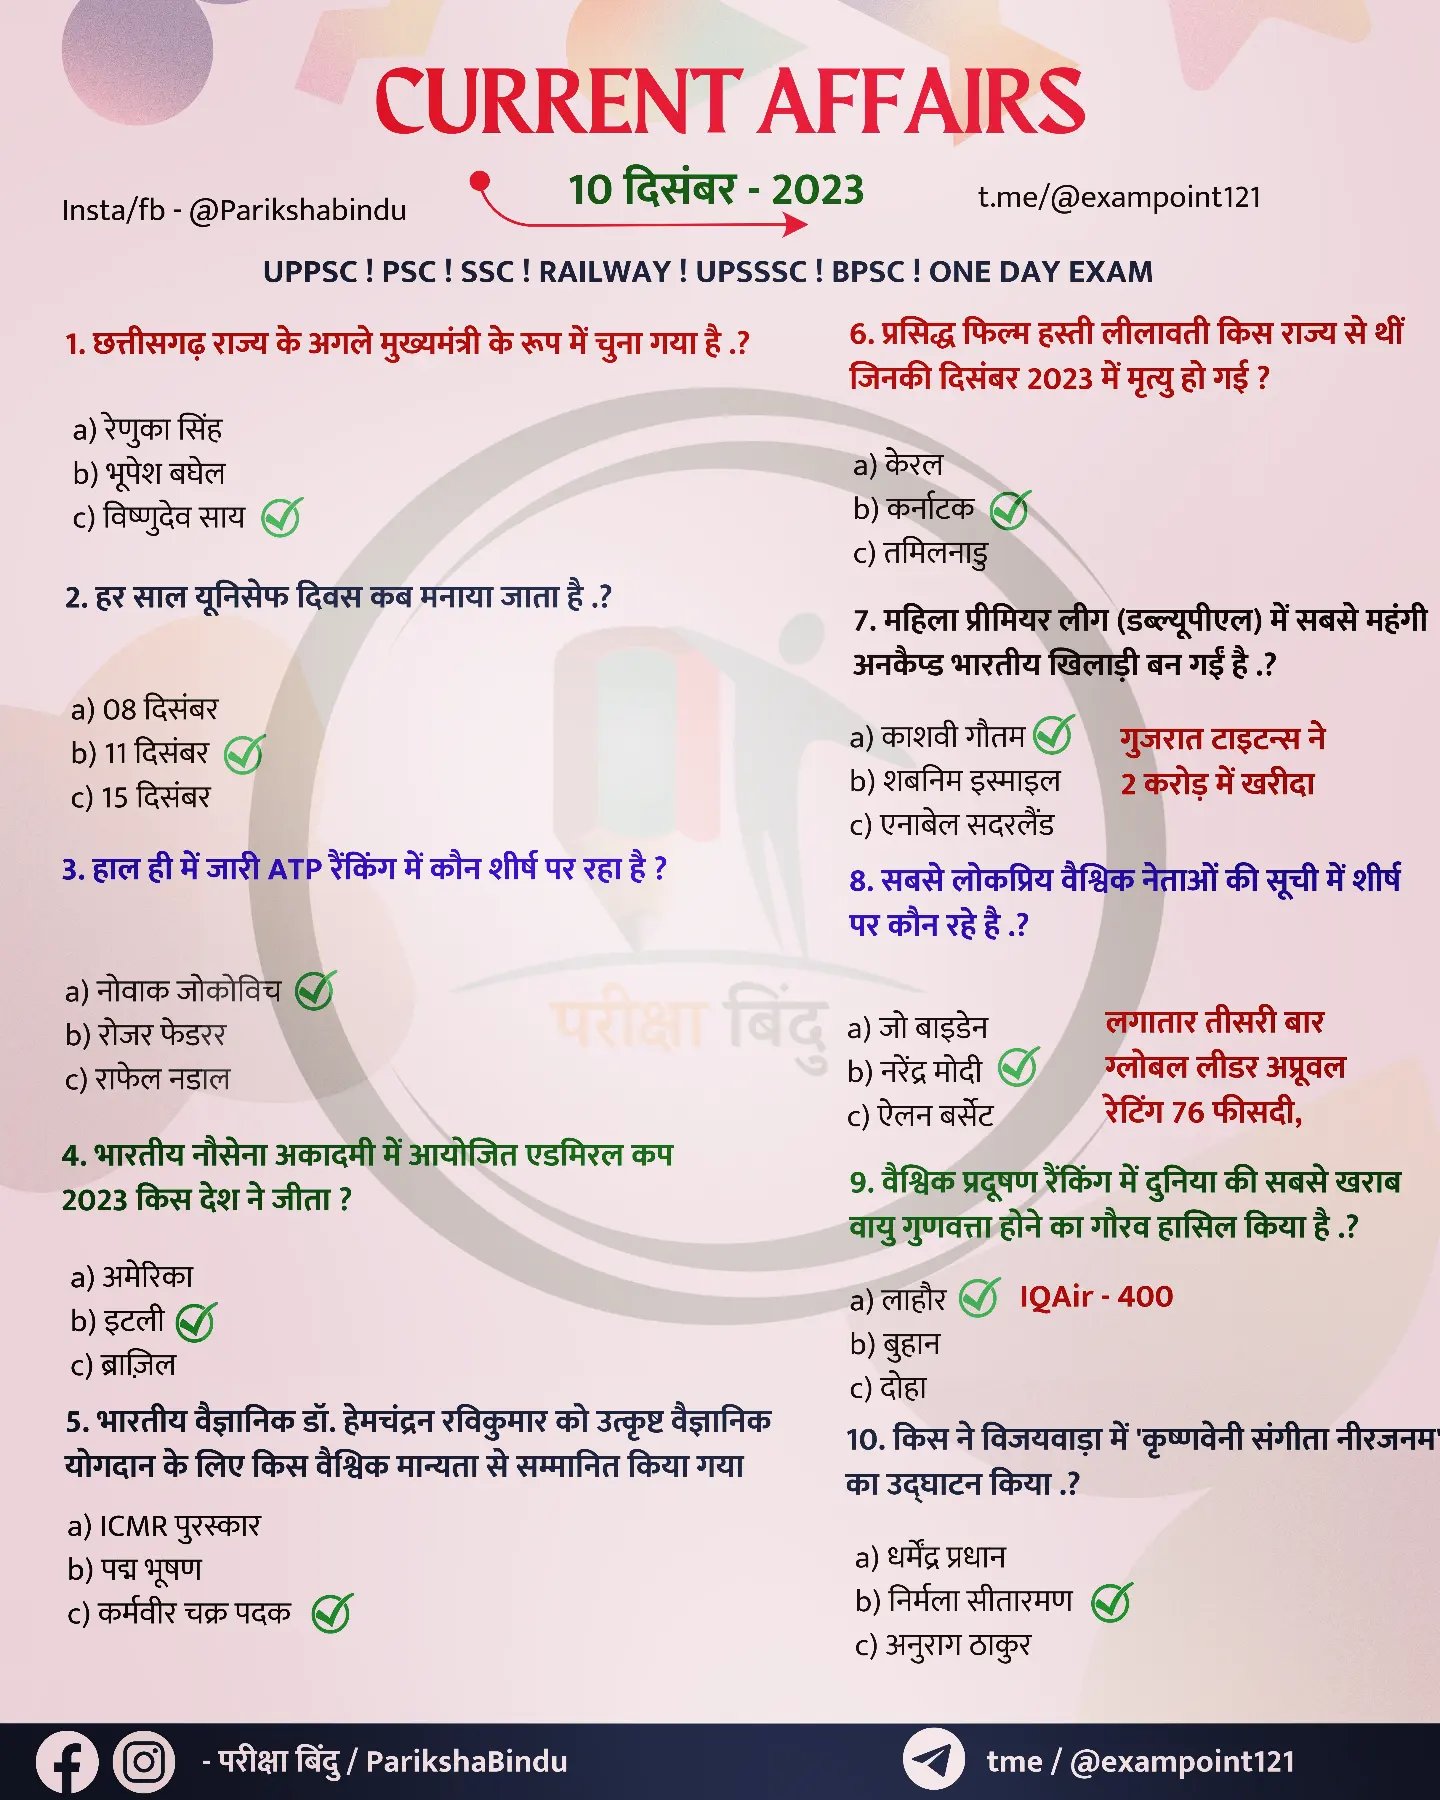 CURRENT AFFAIRS
10 दिसंबर - 2023
Insta/fb - @Parikshabindu
t.me/@exampoint121
UPPSC ! PSC ! SSC ! RAILWAY ! UPSSSC ! BPSC ! ONE DAY EXAM
1. छत्तीसगढ़ राज्य के अगले मुख्यमंत्री के रूप में चुना गया है .?
a) रेणुका सिंह
b) भूपेश बघेल
c) विष्णुदेव साय
2. हर साल यूनिसेफ दिवस कब मनाया जाता है .?
a) 08 दिसंबर
b) 11 दिसंबर
c) 15 दिसंबर
3. हाल ही में जारी ATP रैंकिंग में कौन शीर्ष पर रहा है ?
a) नोवाक जोकोविच
b) रोजर फेडरर
c) राफेल नडाल
4. भारतीय नौसेना अकादमी में आयोजित एडमिरल कप
2023 किस देश ने जीता ?
a) अमेरिका
b) इटली
c) ब्राज़िल
5. भारतीय वैज्ञानिक डॉ. हेमचंद्रन रविकुमार को उत्कृष्ट वैज्ञानिक
योगदान के लिए किस वैश्विक मान्यता से सम्मानित किया गया
a) ICMR पुरस्कार
b) पद्म भूषण
c) कर्मवीर चक्र पदक
6. प्रसिद्ध फिल्म हस्ती लीलावती किस राज्य से थीं
जिनकी दिसंबर 2023 में मृत्यु हो गई ?
a) केरल
b) कर्नाटक
c) तमिलनाडु
7. महिला प्रीमियर लीग (डब्ल्यूपीएल) में सबसे महंगी
अनकैप्ड भारतीय खिलाड़ी बन गईं है .?
a) काशवी गौतम
b) शबनिम इस्माइल
c) एनाबेल सदरलैंड
गुजरात टाइटन्स ने
2 करोड़ में खरीदा
8. सबसे लोकप्रिय वैश्विक नेताओं की सूची में शीर्ष
पर कौन रहे है .?
a) जो बाइडेन
b) नरेंद्र मोदी
c) ऐलन बर्सेट
लगातार तीसरी बार
ग्लोबल लीडर अप्रूवल
रेटिंग 76 फीसदी,
9. वैश्विक प्रदूषण रैंकिंग में दुनिया की सबसे खराब
वायु गुणवत्ता होने का गौरव हासिल किया है .?
a) लाहौर
IQAir - 400
b) बुहान
c) दोहा
10. किस ने विजयवाड़ा में 'कृष्णवेनी संगीता नीरजनम'
का उद्घाटन किया .?
a) धर्मेंद्र प्रधान
b) निर्मला सीतारमण
c) अनुराग ठाकुर
परीक्षा बिंदु
- परीक्षा बिंदु / ParikshaBindu
tme / @exampoint121